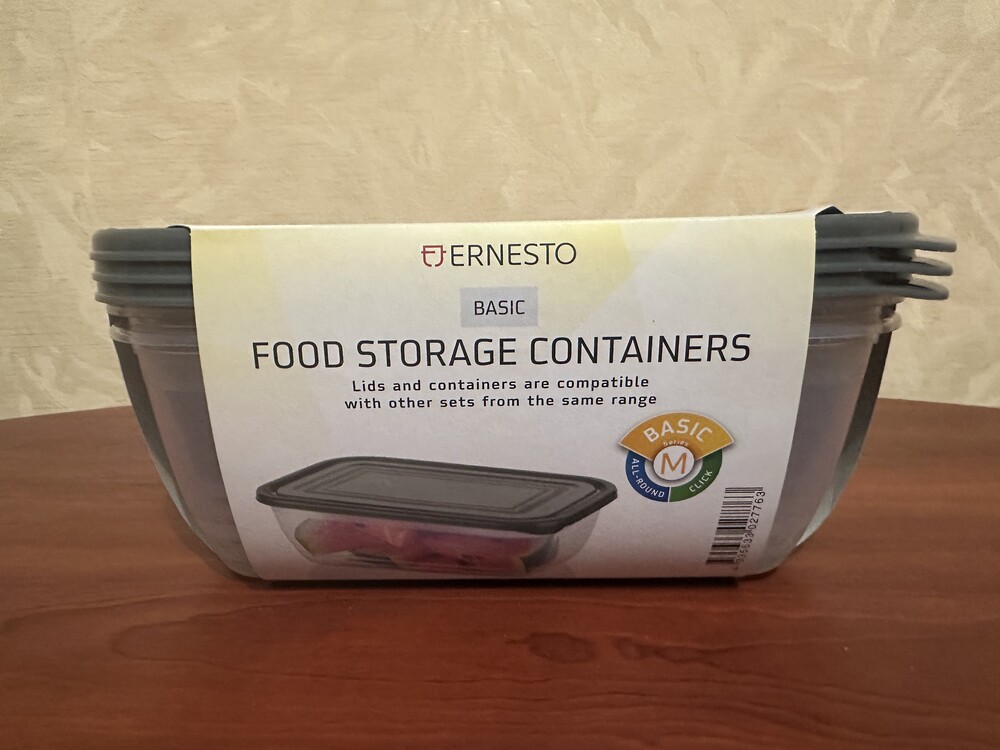 ERNESTO
BASIC
FOOD STORAGE CONTAINERS
Lids and containers are compatible
with other sets from the same range
BASIC
Series
M
ALL-ROUND
CLICK